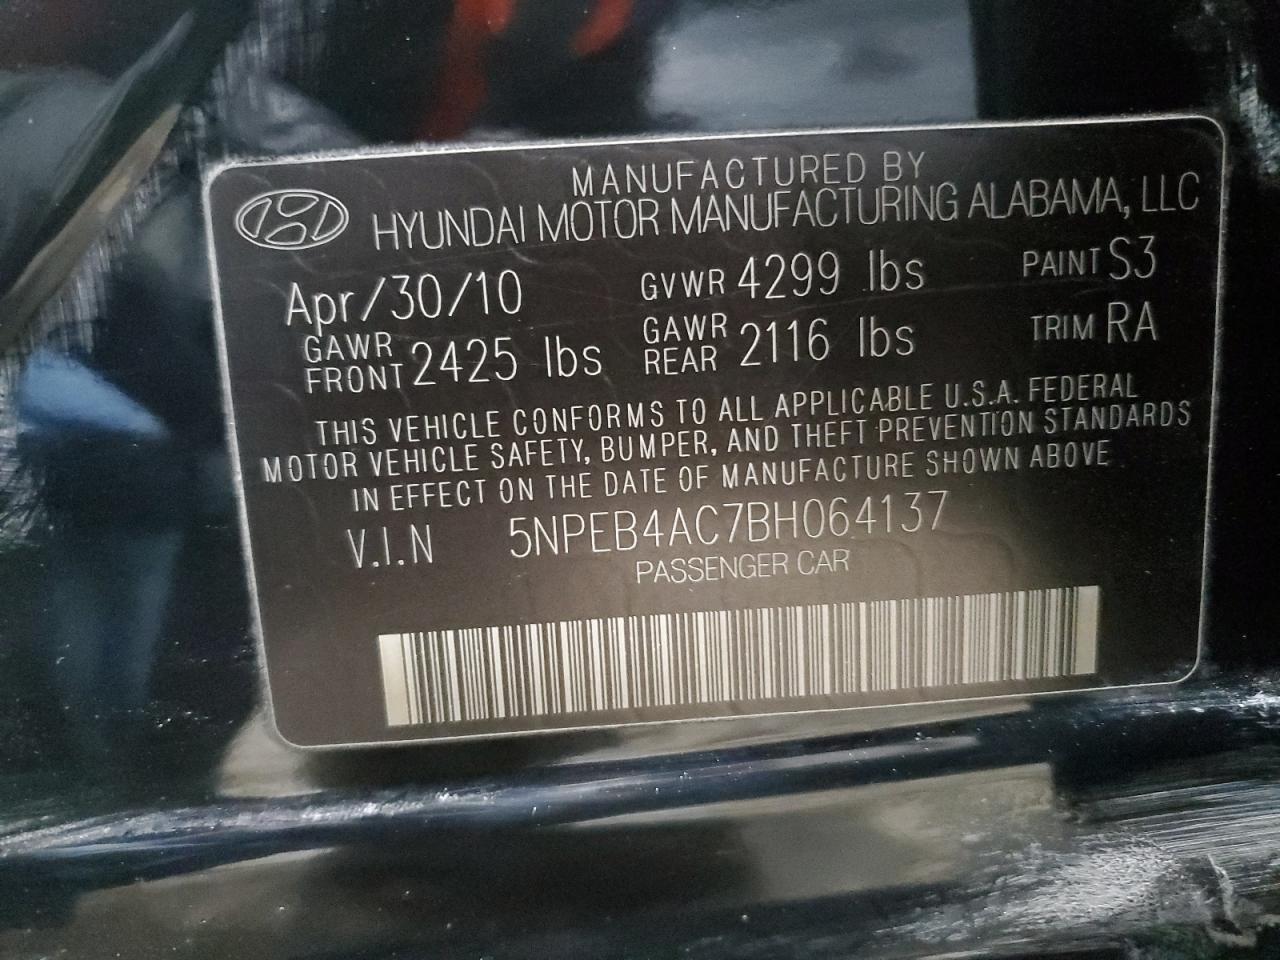 MANUFACTURED BY
HYUNDAI MOTOR MANUFACTURING ALABAMA, LLC
Apr/30/10 GVWR 4299 lbs PAINT S3
GAWR FRONT 2425 lbs GAWR REAR 2116 lbs TRIM RA
THIS VEHICLE CONFORMS TO ALL APPLICABLE U.S.A. FEDERAL
MOTOR VEHICLE SAFETY, BUMPER, AND THEFT PREVENTION STANDARDS
IN EFFECT ON THE DATE OF MANUFACTURE SHOWN ABOVE
V.I.N 5NPEB4AC7BH064137
PASSENGER CAR